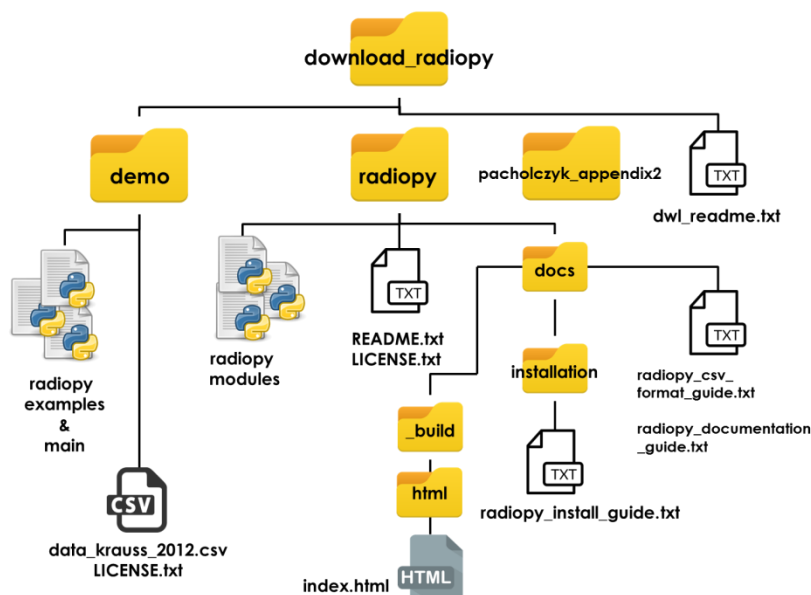 download_radiopy
demo
radiopy
pacholczyk_appendix2
TXT
dwl_readme.txt
radiopy
examples
&
main
radiopy
modules
TXT
README.txt
LICENSE.txt
docs
TXT
radiopy_csv_
format_guide.txt
radiopy_documentation
_guide.txt
installation
_build
TXT
radiopy_install_guide.txt
html
CSV
data_krauss_2012.csv
LICENSE.txt
index.html
HTML